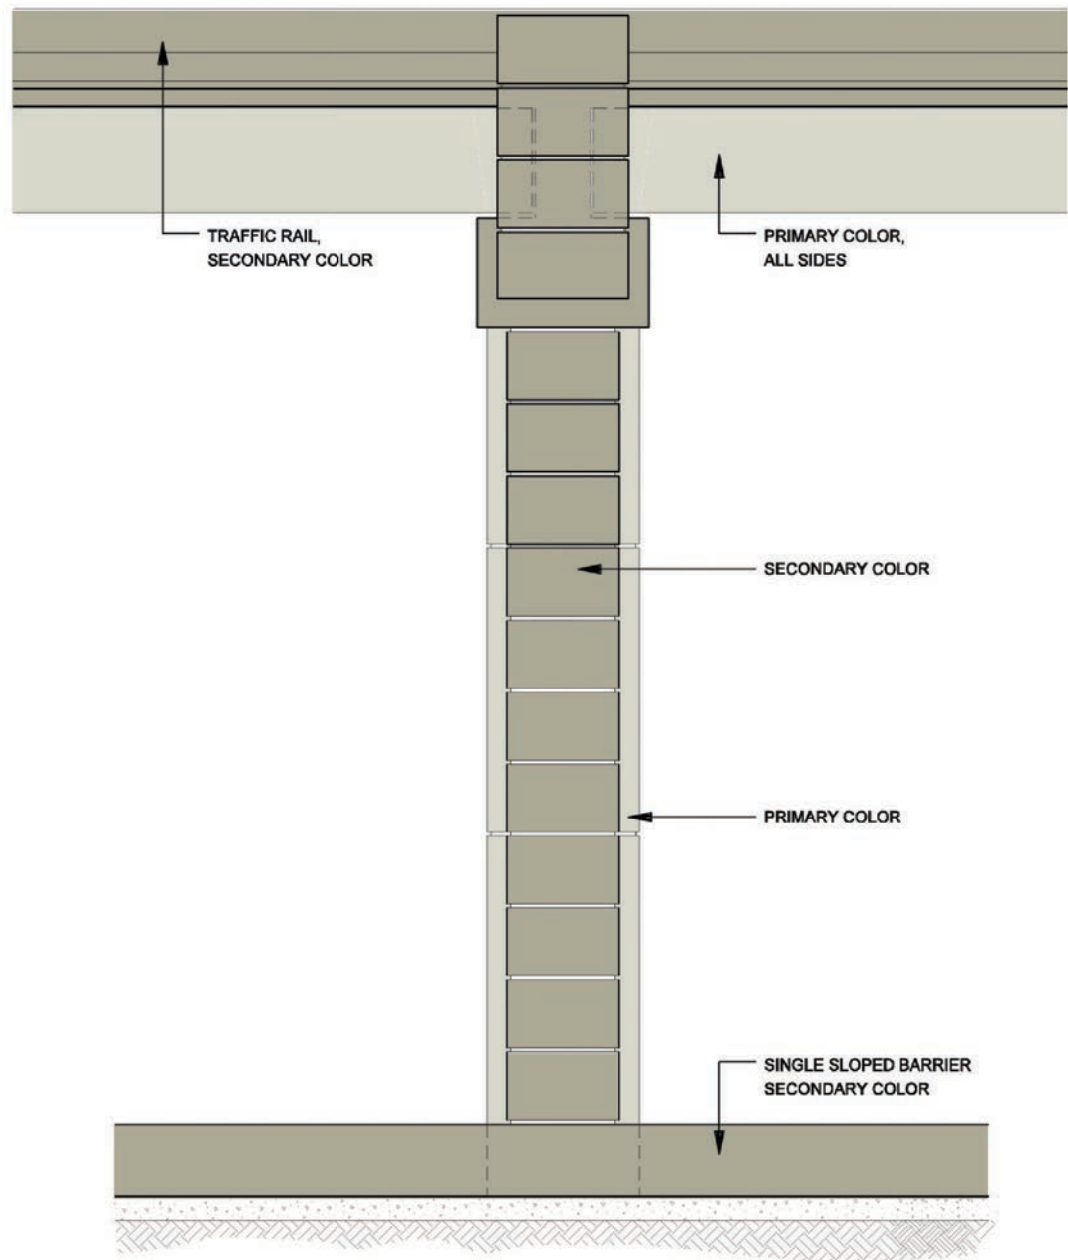 TRAFFIC RAIL,
SECONDARY COLOR
PRIMARY COLOR,
ALL SIDES
SECONDARY COLOR
PRIMARY COLOR
SINGLE SLOPED BARRIER
SECONDARY COLOR